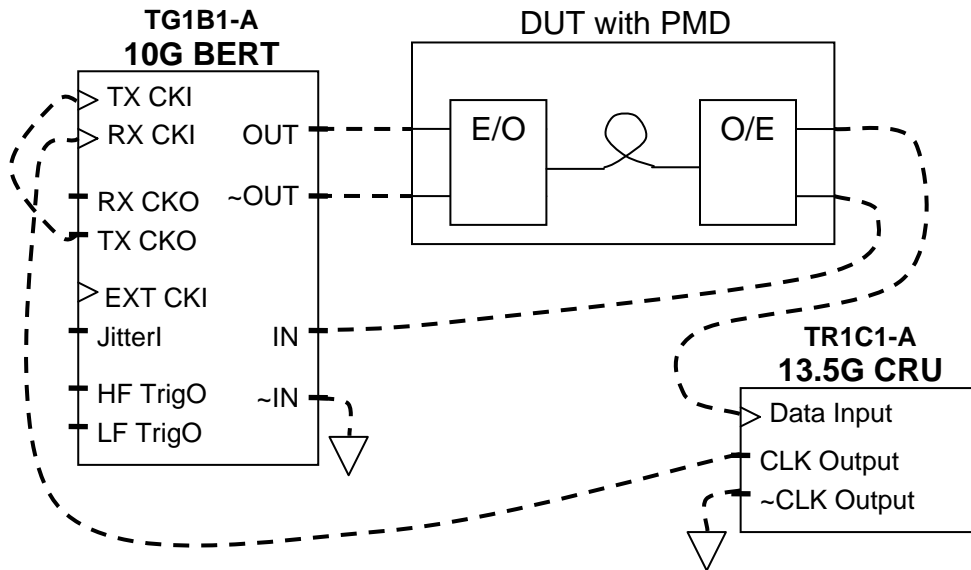 TG1B1-A
10G BERT
TX CKI
RX CKI
RX CKO
TX CKO
EXT CKI
JitterI
HF TrigO
LF TrigO
OUT
~OUT
IN
~IN
DUT with PMD
E/O
O/E
TR1C1-A
13.5G CRU
Data Input
CLK Output
~CLK Output